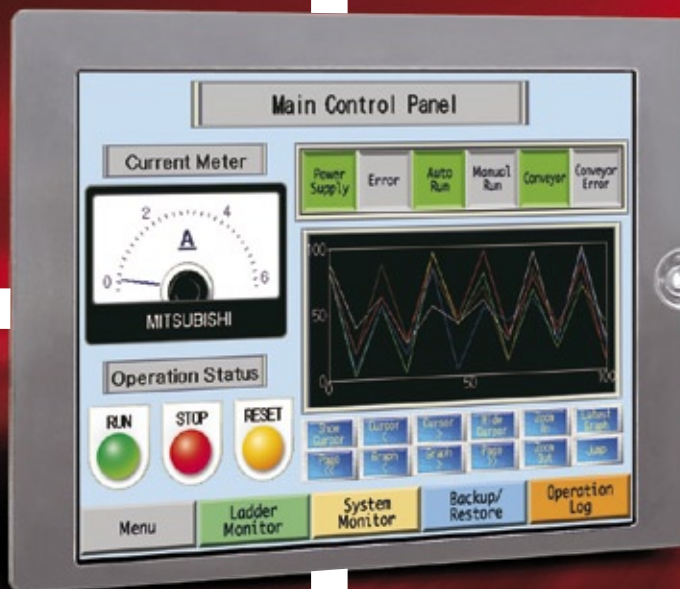 Main Control Panel
Current Meter
Power Supply
Error
Auto Run
Manual Run
Conveyor
Conveyor Error
0 2 4 6
A
MITSUBISHI
100
50
0
0 50 100
Operation Status
RUN STOP RESET
Show Cursor
Cursor <
Cursor >
Hide Cursor
Zoom In
Latest Graph
Page <<
Graph <
Graph >
Page >>
Zoom Out
Jump
Menu
Ladder Monitor
System Monitor
Backup/ Restore
Operation Log